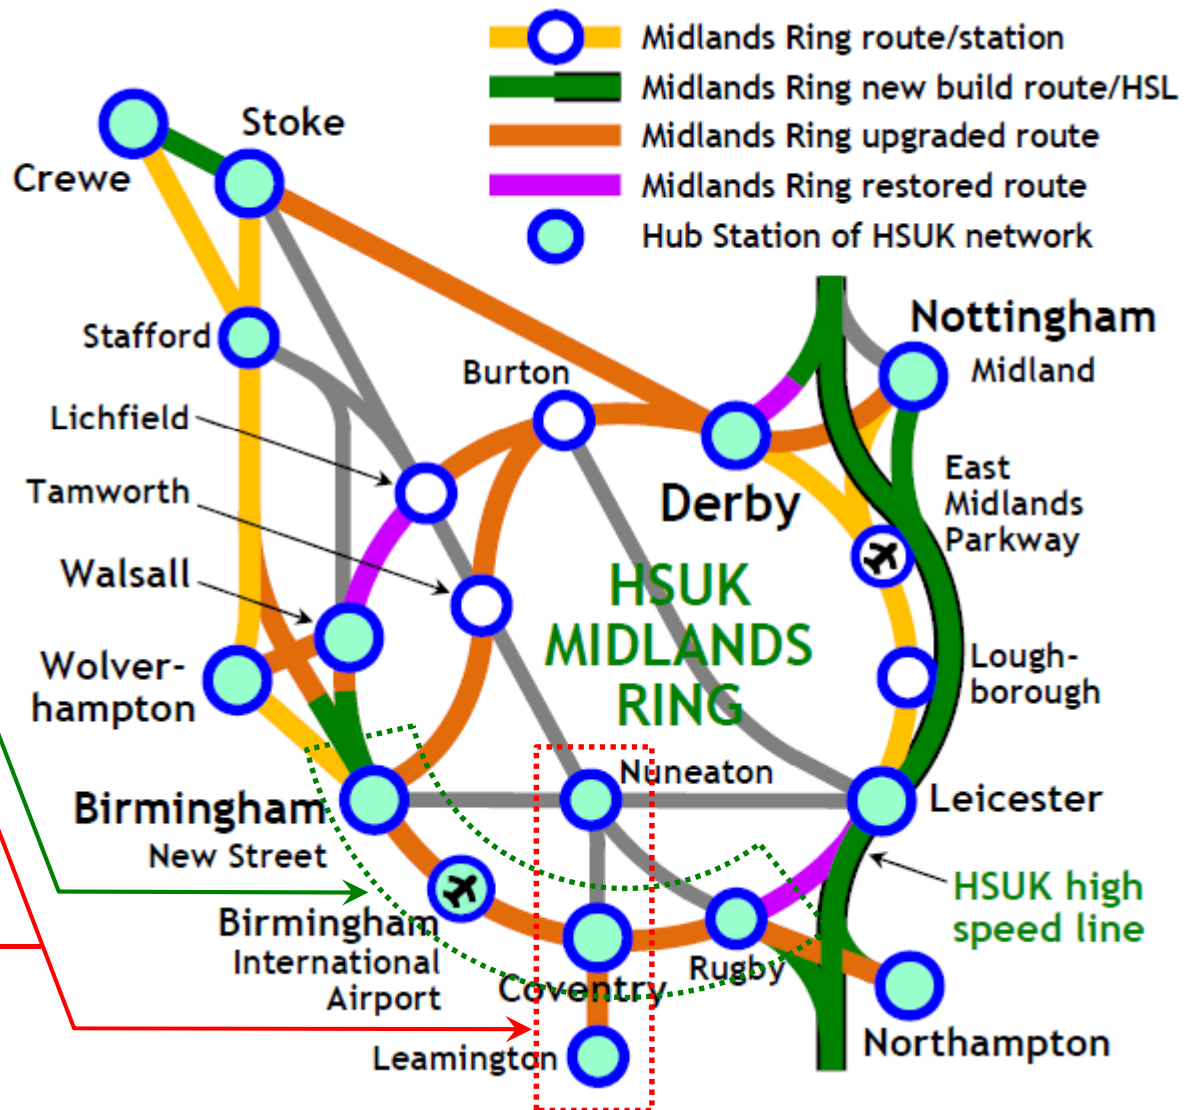 Midlands Ring route/station
Midlands Ring new build route/HSL
Midlands Ring upgraded route
Midlands Ring restored route
Hub Station of HSUK network
Stoke
Crewe
Nottingham
Midland
Stafford
Burton
Lichfield
Derby
East
Midlands
Parkway
Tamworth
Walsall
HSUK
MIDLANDS
RING
Wolver-
hampton
Lough-
borough
Nuneaton
Birmingham
New Street
Leicester
HSUK high
speed line
Birmingham
International
Airport
Coventry
Rugby
Leamington
Northampton